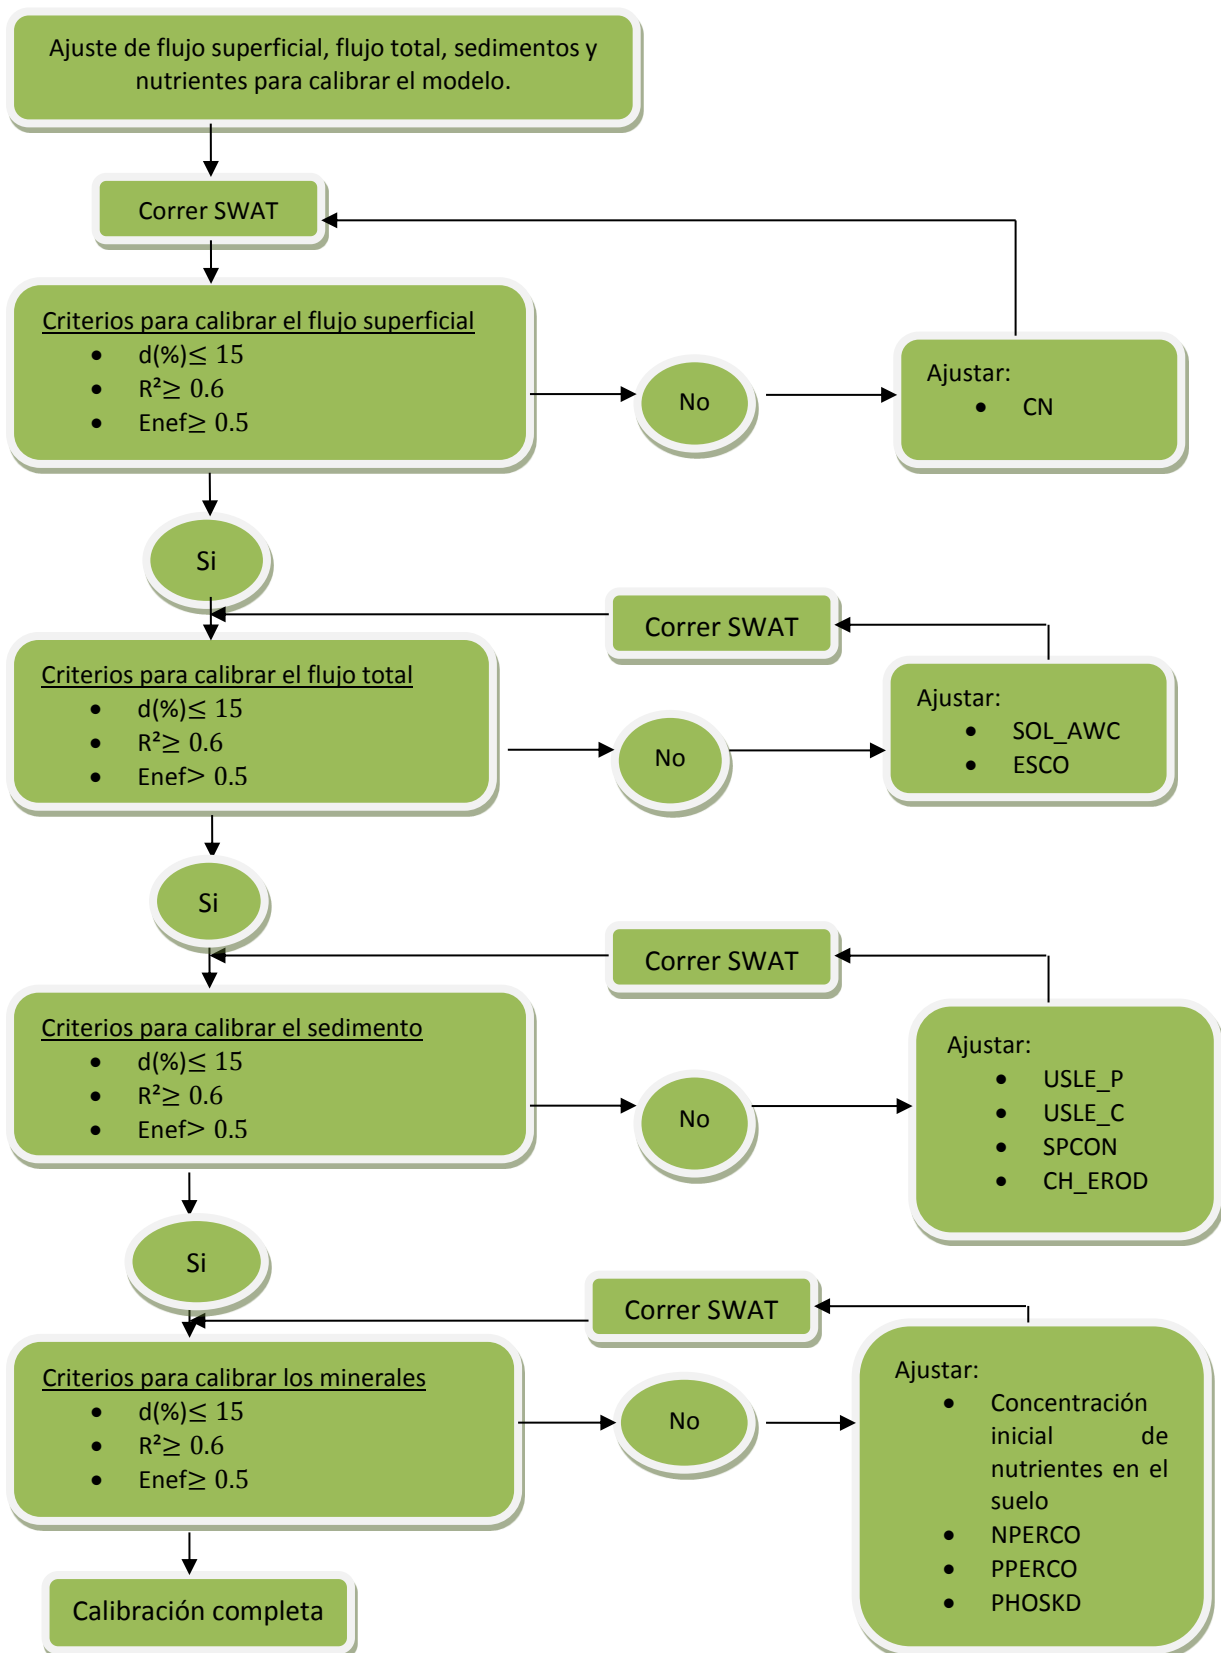 Ajuste de flujo superficial, flujo total, sedimentos y
nutrientes para calibrar el modelo.
Correr SWAT
Criterios para calibrar el flujo superficial
• d(%)≤ 15
• R²≥ 0.6
• Enef≥ 0.5
No
Ajustar:
• CN
Si
Correr SWAT
Criterios para calibrar el flujo total
• d(%)≤ 15
• R²≥ 0.6
• Enef> 0.5
No
Ajustar:
• SOL_AWC
• ESCO
Si
Correr SWAT
Criterios para calibrar el sedimento
• d(%)≤ 15
• R²≥ 0.6
• Enef> 0.5
No
Ajustar:
• USLE_P
• USLE_C
• SPCON
• CH_EROD
Si
Correr SWAT
Criterios para calibrar los minerales
• d(%)≤ 15
• R²≥ 0.6
• Enef≥ 0.5
No
Ajustar:
• Concentración
inicial de
nutrientes en el
suelo
• NPERCO
• PPERCO
• PHOSKD
Calibración completa